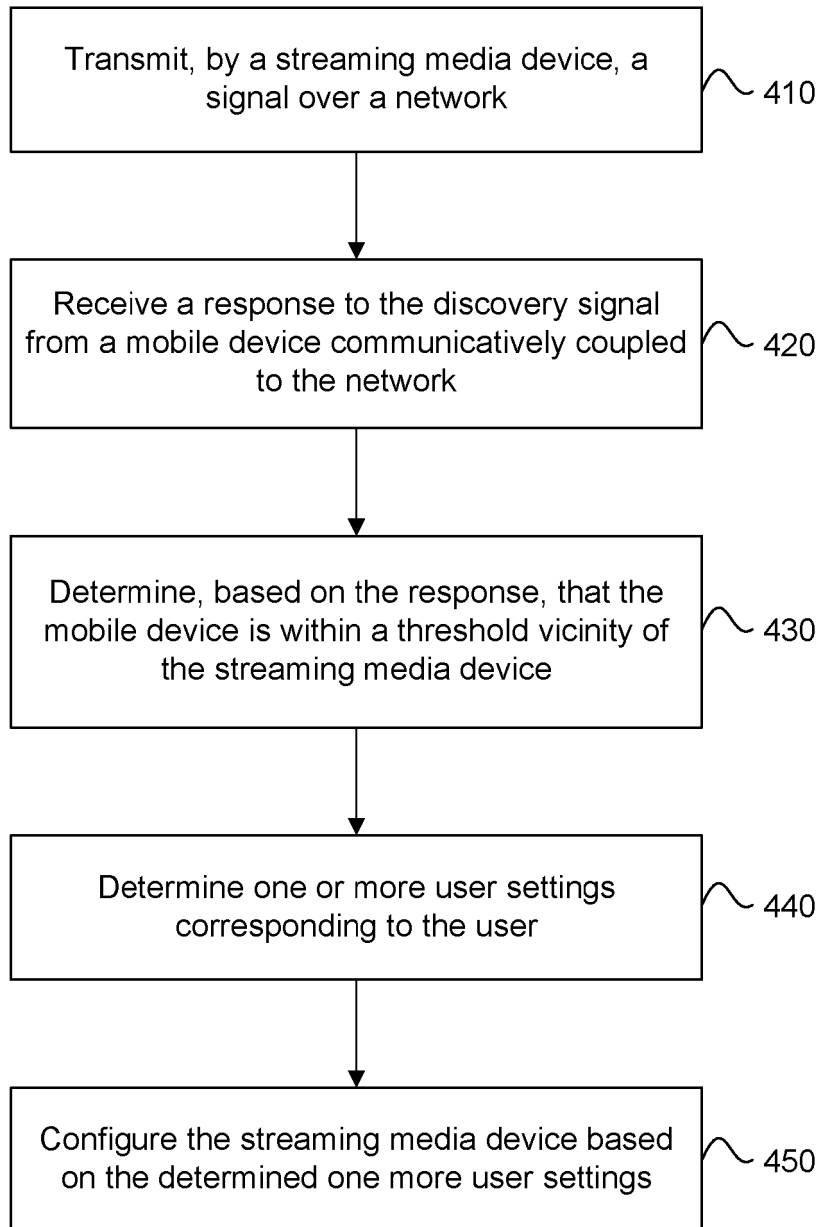 Transmit, by a streaming media device, a
signal over a network
410
Receive a response to the discovery signal
from a mobile device communicatively coupled
to the network
420
Determine, based on the response, that the
mobile device is within a threshold vicinity of
the streaming media device
430
Determine one or more user settings
corresponding to the user
440
Configure the streaming media device based
on the determined one more user settings
450